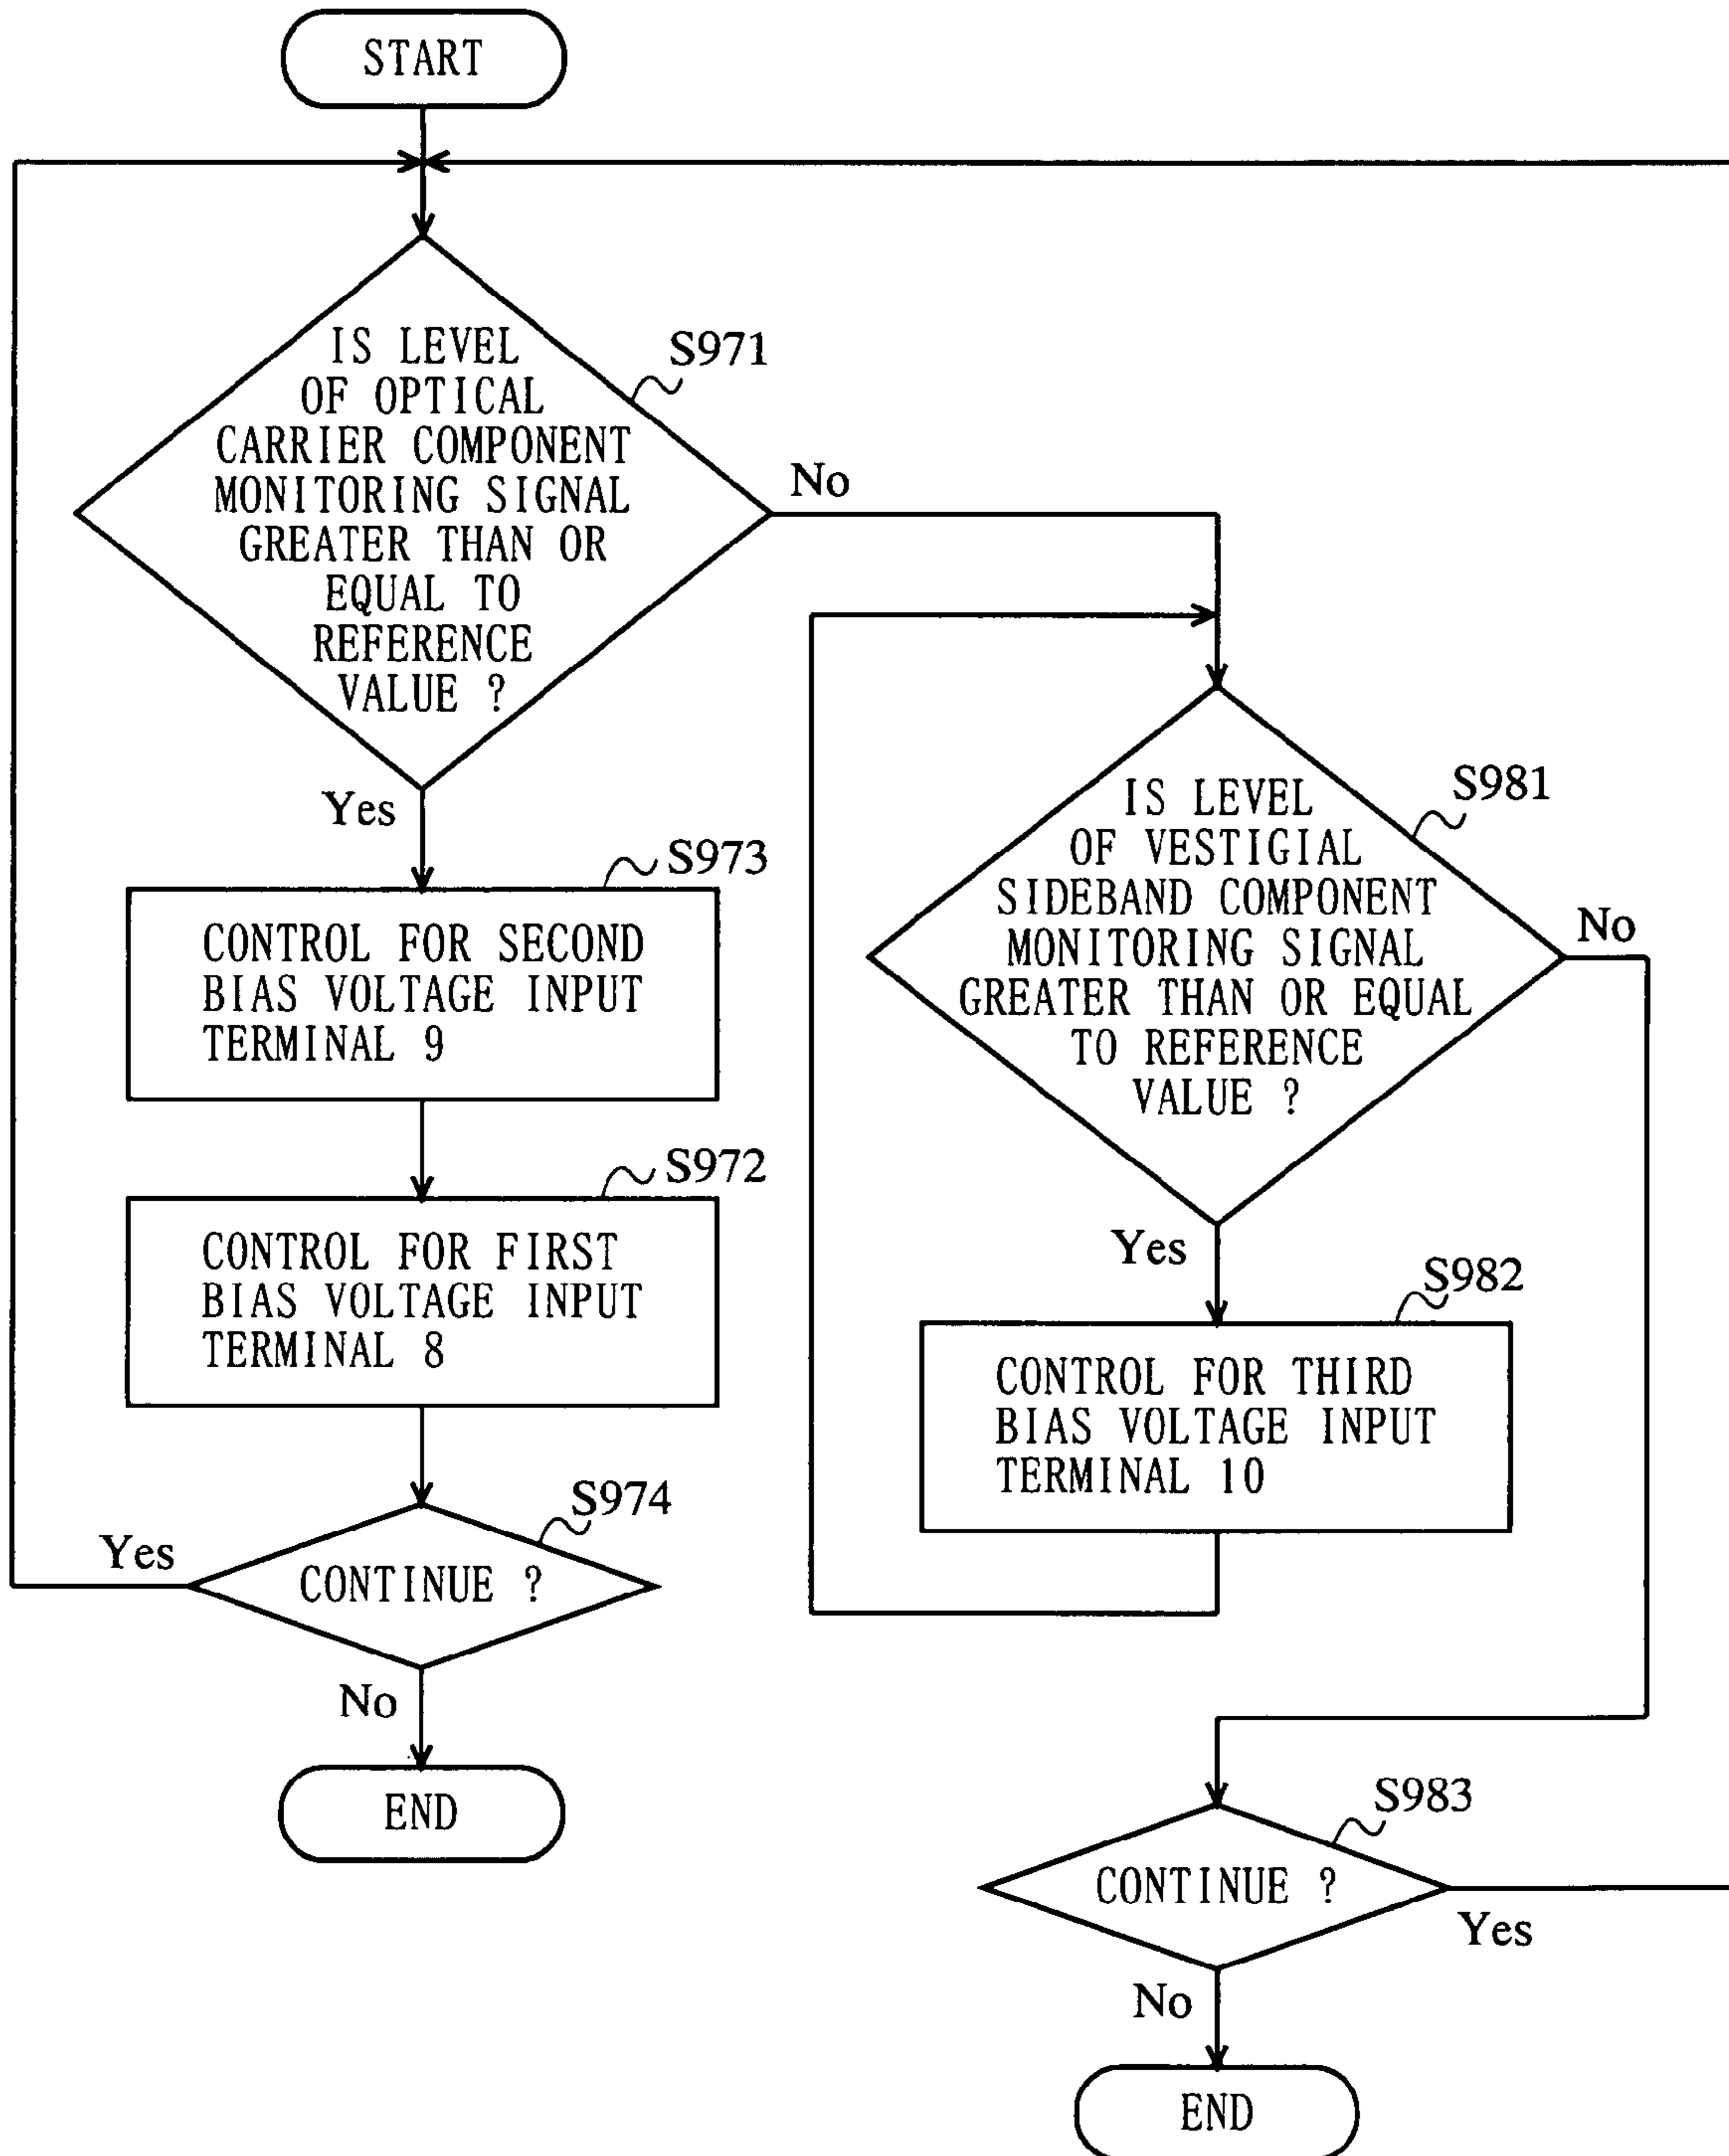 START
IS LEVEL
OF OPTICAL
CARRIER COMPONENT
MONITORING SIGNAL
GREATER THAN OR
EQUAL TO
REFERENCE
VALUE ?
S971
No
Yes
S973
CONTROL FOR SECOND
BIAS VOLTAGE INPUT
TERMINAL 9
S972
CONTROL FOR FIRST
BIAS VOLTAGE INPUT
TERMINAL 8
S974
CONTINUE ?
Yes
No
END
IS LEVEL
OF VESTIGIAL
SIDEBAND COMPONENT
MONITORING SIGNAL
GREATER THAN OR EQUAL
TO REFERENCE
VALUE ?
S981
No
Yes
S982
CONTROL FOR THIRD
BIAS VOLTAGE INPUT
TERMINAL 10
S983
CONTINUE ?
Yes
No
END